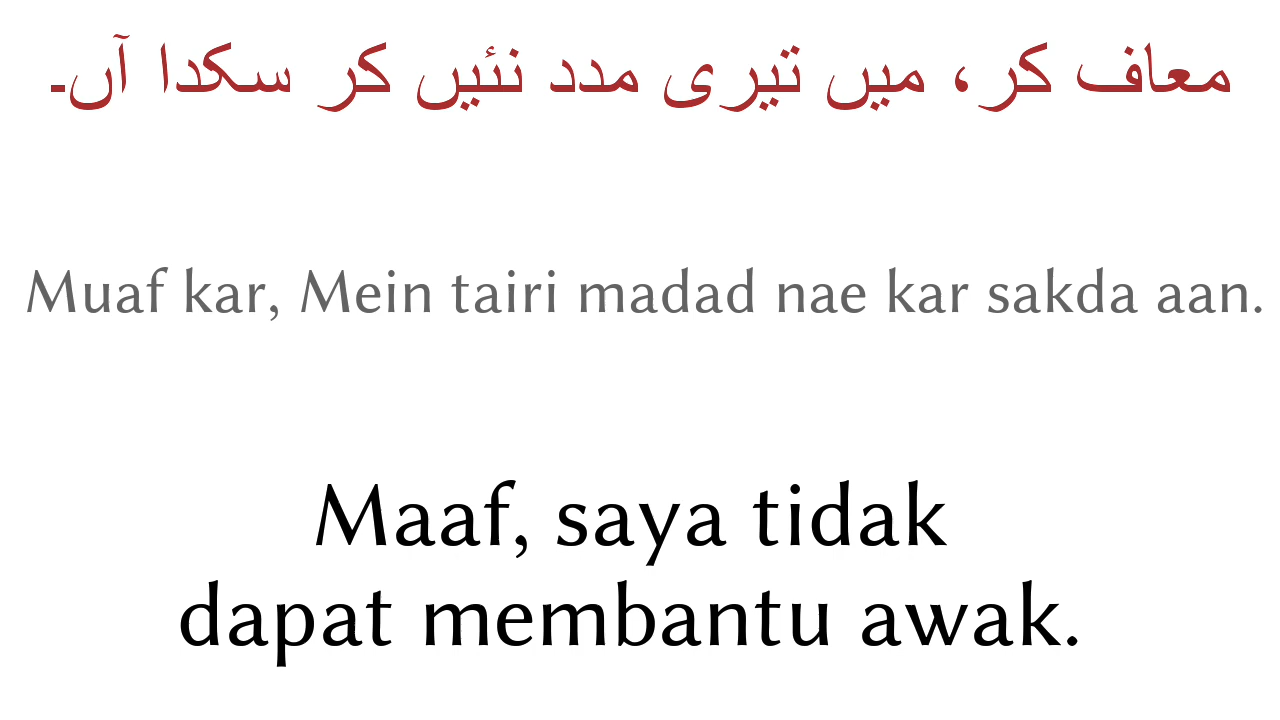 معاف کر، میں تیری مدد نئیں کر سکدا آں۔
Muaf kar, Mein tairi madad nae kar sakda aan.
Maaf, saya tidak
dapat membantu awak.